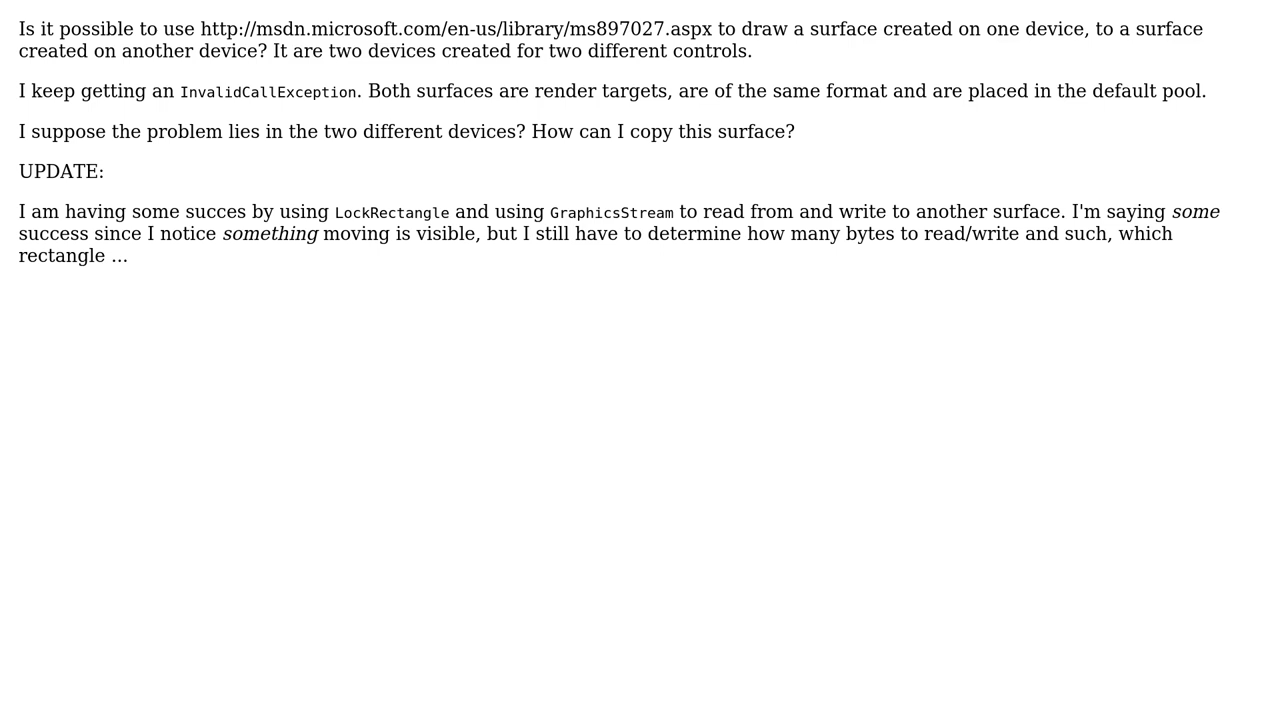 Is it possible to use http://msdn.microsoft.com/en-us/library/ms897027.aspx to draw a surface created on one device, to a surface
created on another device? It are two devices created for two different controls.
I keep getting an InvalidCallException. Both surfaces are render targets, are of the same format and are placed in the default pool.
I suppose the problem lies in the two different devices? How can I copy this surface?
UPDATE:
I am having some succes by using LockRectangle and using GraphicsStream to read from and write to another surface. I'm saying some
success since I notice something moving is visible, but I still have to determine how many bytes to read/write and such, which
rectangle ...